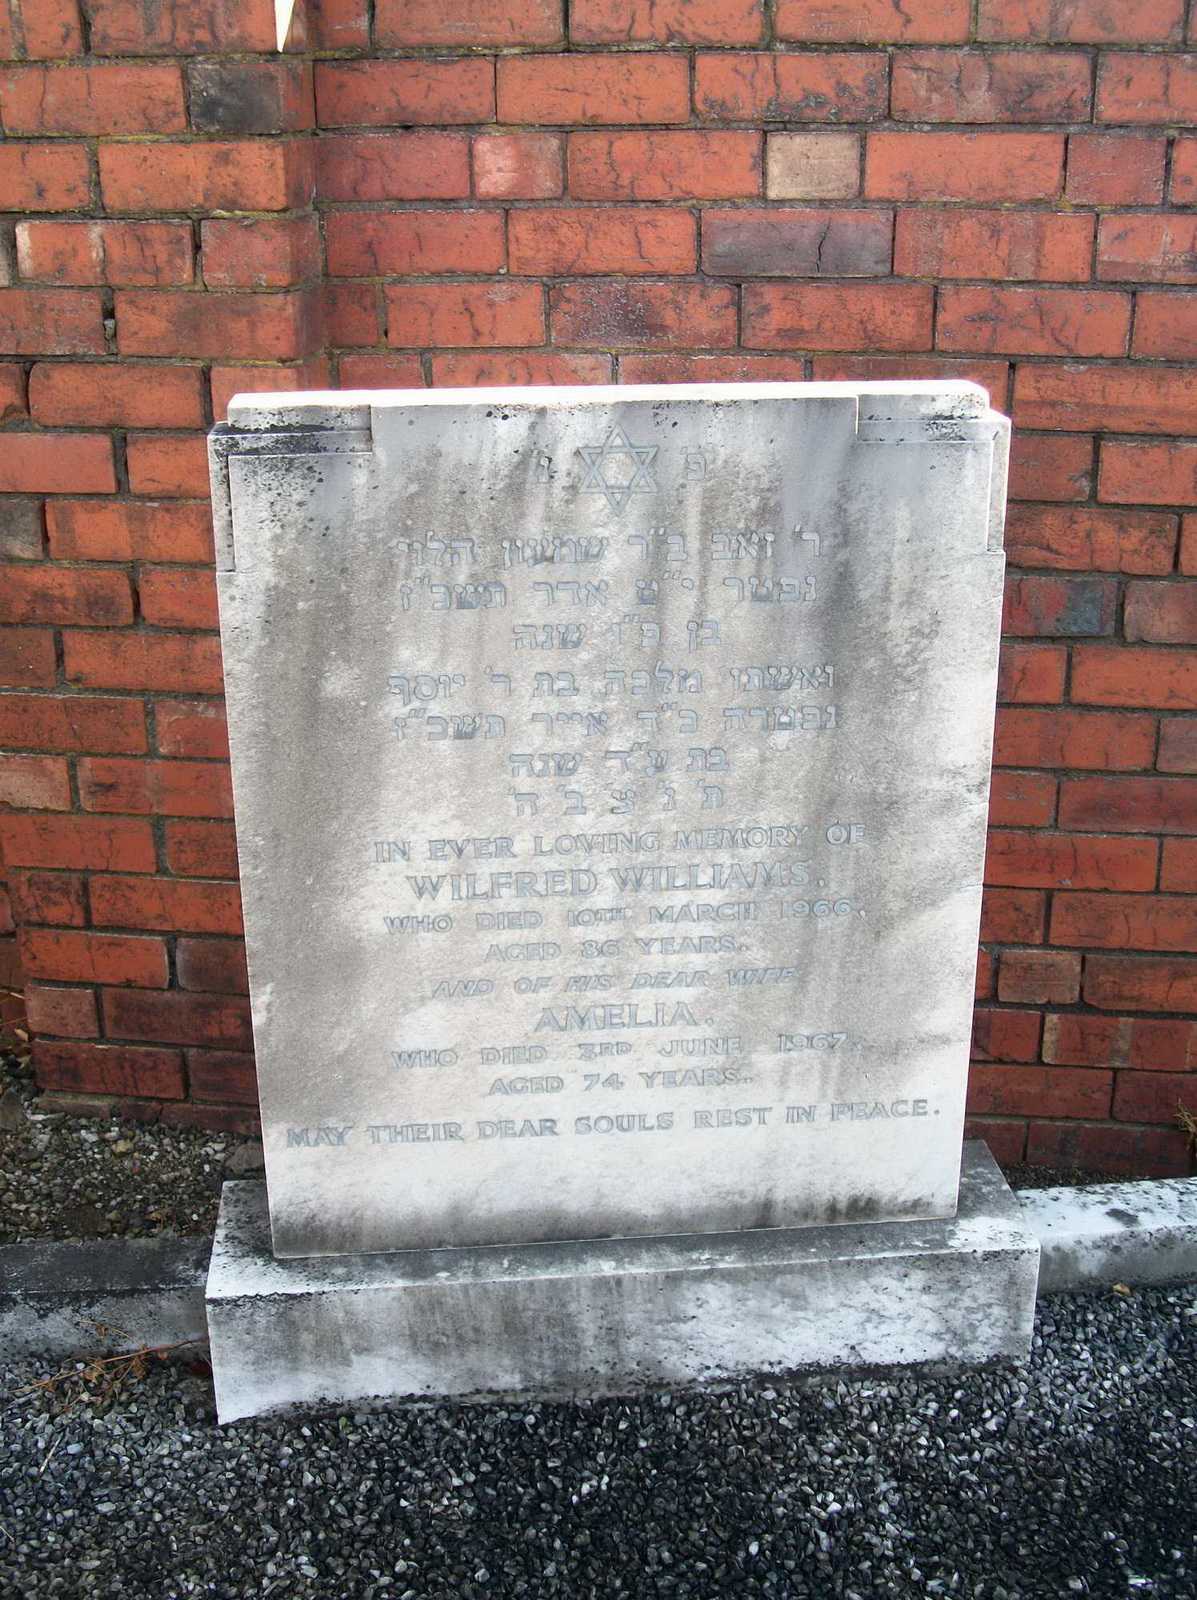 פ' נ'
ר' זאב ב"ר שמשון הלוי
נפטר י"ט אדר תשכ"ז
בן פ"ו שנה
ואשתו מלכה בת ר' יוסף
נפטרה כ"ד אייר תשכ"ז
בת ע"ד שנה
ת' נ' צ' ב' ה'
IN EVER LOVING MEMORY OF
WILFRED WILLIAMS.
WHO DIED 10TH MARCH 1966.
AGED 86 YEARS.
AND OF HIS DEAR WIFE
AMELIA.
WHO DIED 3RD JUNE 1967.
AGED 74 YEARS.
MAY THEIR DEAR SOULS REST IN PEACE.